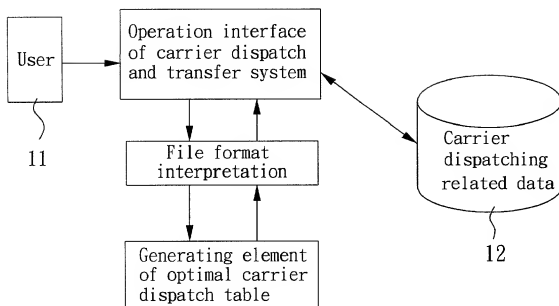 User
11
Operation interface
of carrier dispatch
and transfer system
File format
interpretation
Generating element
of optimal carrier
dispatch table
Carrier
dispatching
related data
12